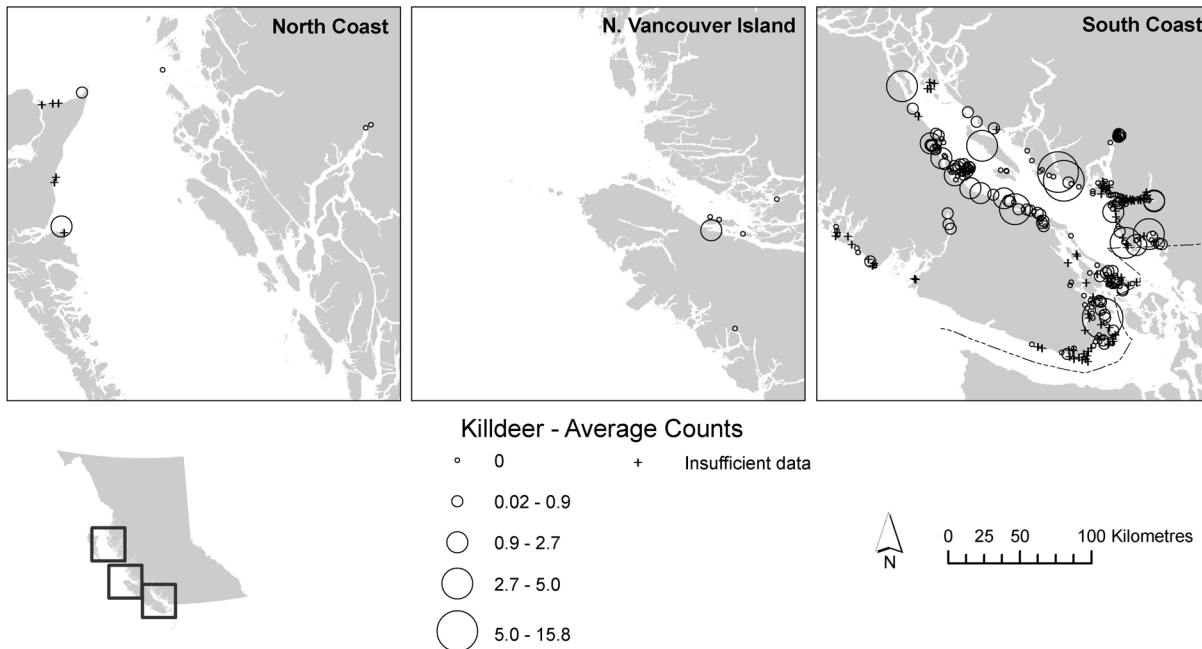 North Coast
N. Vancouver Island
South Coast
Killdeer - Average Counts
0
Insufficient data
0.02 - 0.9
0.9 - 2.7
2.7 - 5.0
5.0 - 15.8
N
0 25 50 100 Kilometres